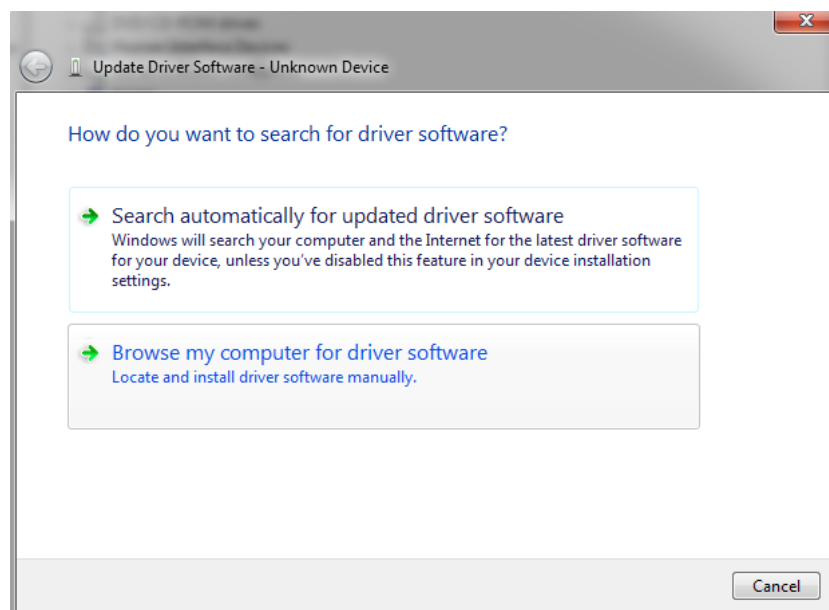 Update Driver Software - Unknown Device
How do you want to search for driver software?
Search automatically for updated driver software
Windows will search your computer and the Internet for the latest driver software
for your device, unless you've disabled this feature in your device installation
settings.
Browse my computer for driver software
Locate and install driver software manually.
Cancel